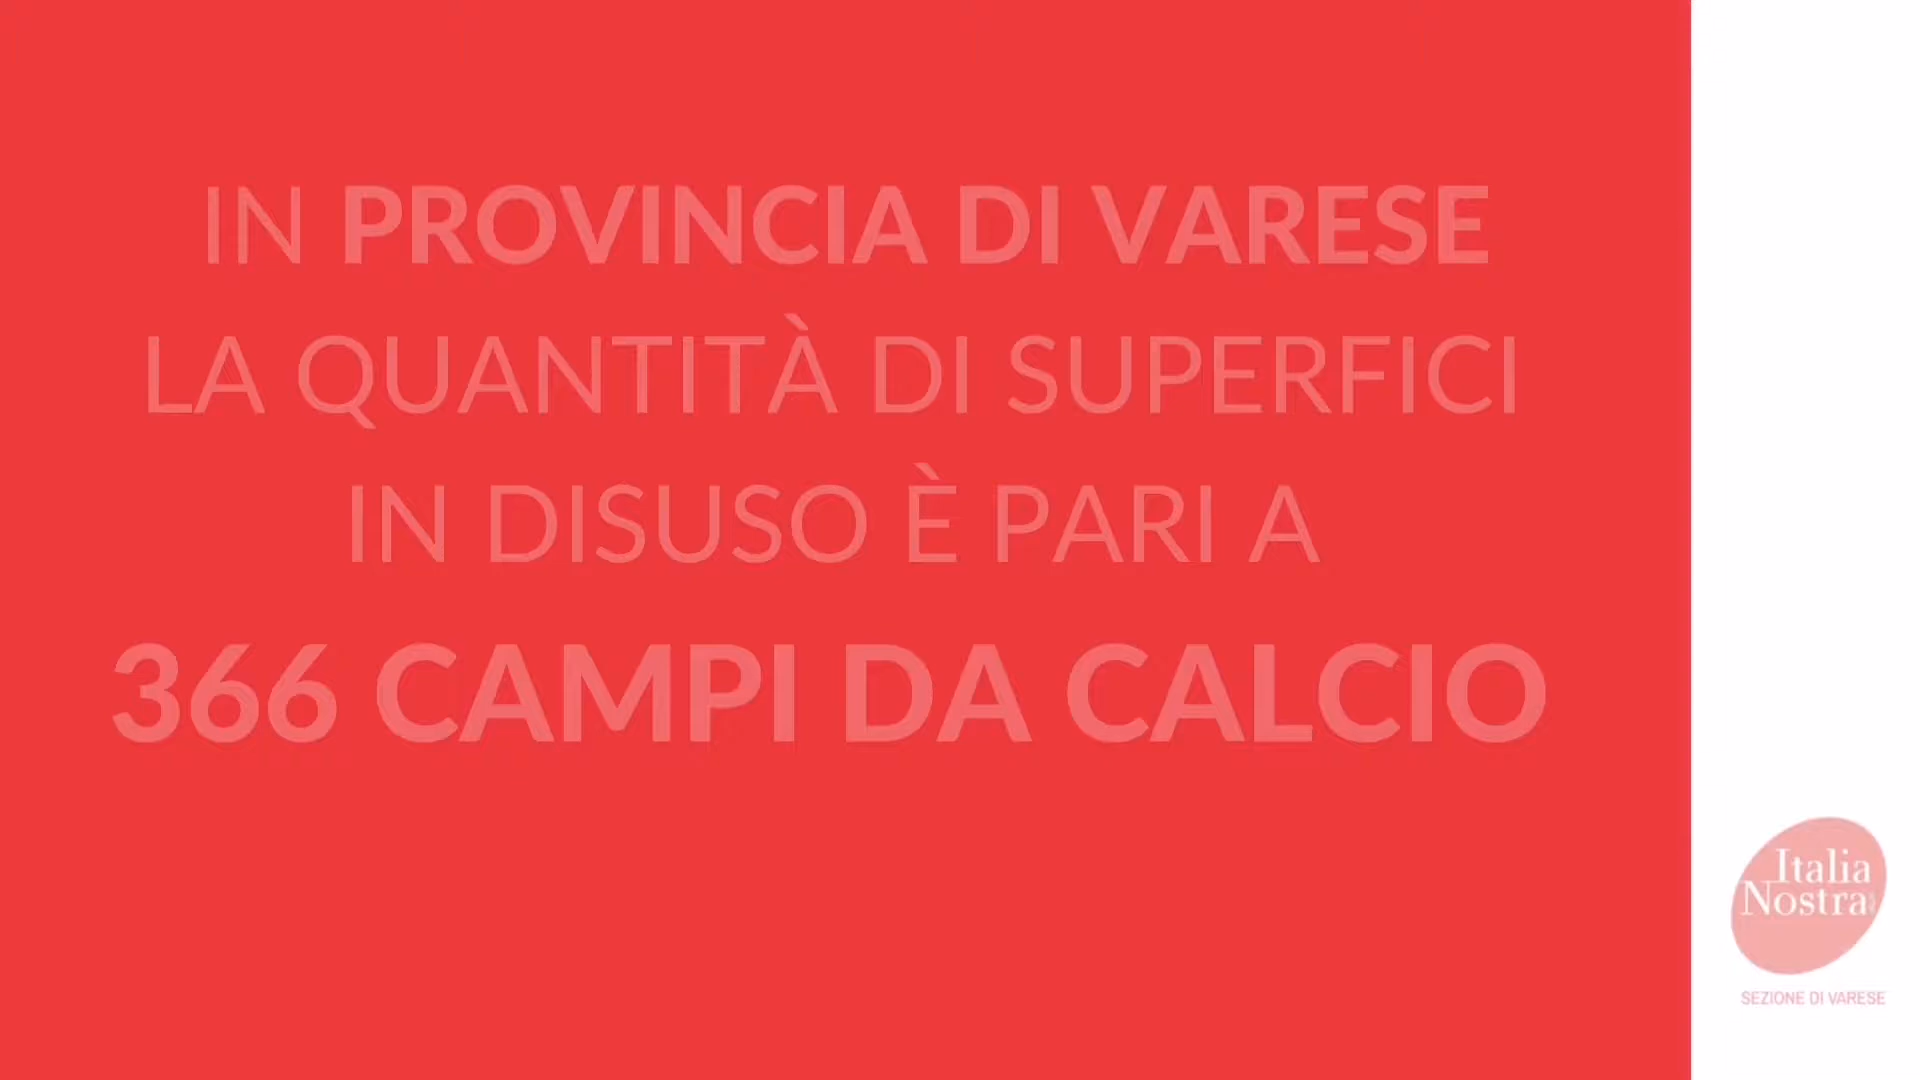 IN PROVINCIA DI VARESE
LA QUANTITÀ DI SUPERFICI
IN DISUSO È PARI A
366 CAMPI DA CALCIO
Italia
Nostra
SEZIONE DI VARESE